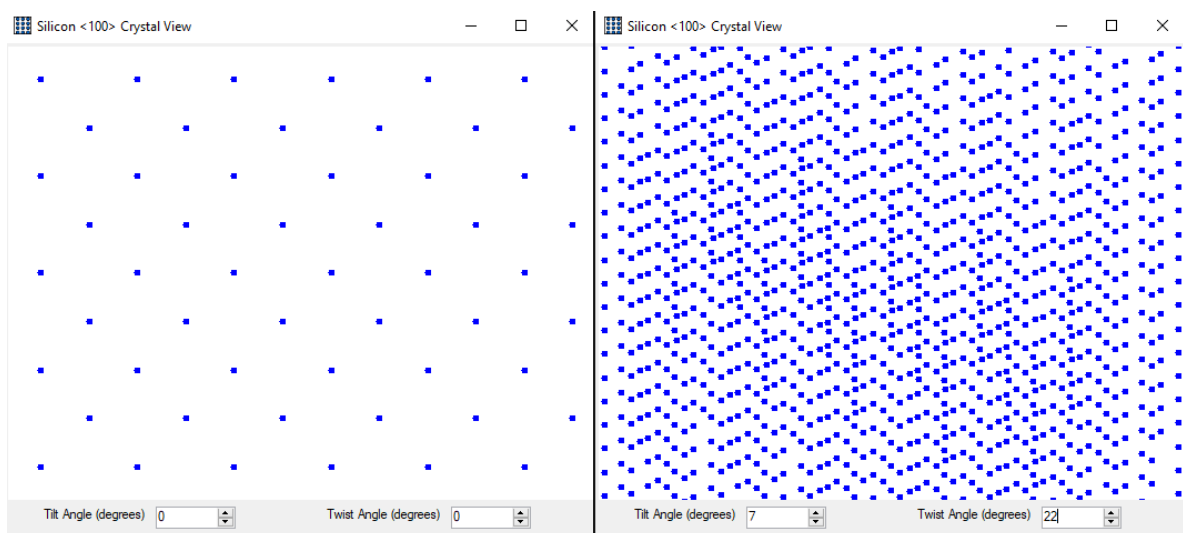 Silicon <100> Crystal View
Tilt Angle (degrees) 0 Twist Angle (degrees) 0
Silicon <100> Crystal View
Tilt Angle (degrees) 7 Twist Angle (degrees) 22